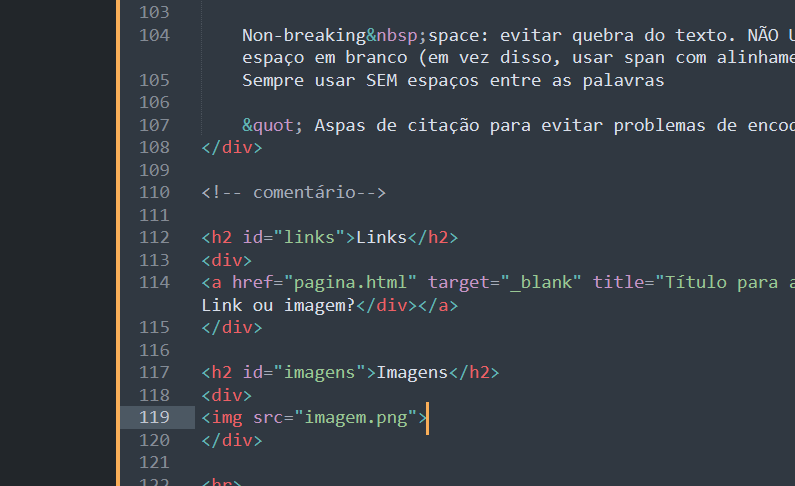 103
104 Non-breaking&nbsp;space: evitar quebra do texto. NÃO
espaço em branco (em vez disso, usar span com
105 Sempre usar SEM espaços entre as palavras
106
107 &quot; Aspas de citação para evitar problemas de
108 </div>
109
110 <!-- comentário-->
111
112 <h2 id="links">Links</h2>
113 <div>
114 <a href="pagina.html" target="_blank" title="Título para
Link ou imagem?</div></a>
115 </div>
116
117 <h2 id="imagens">Imagens</h2>
118 <div>
119 <img src="imagem.png">
120 </div>
121
122 <hr>